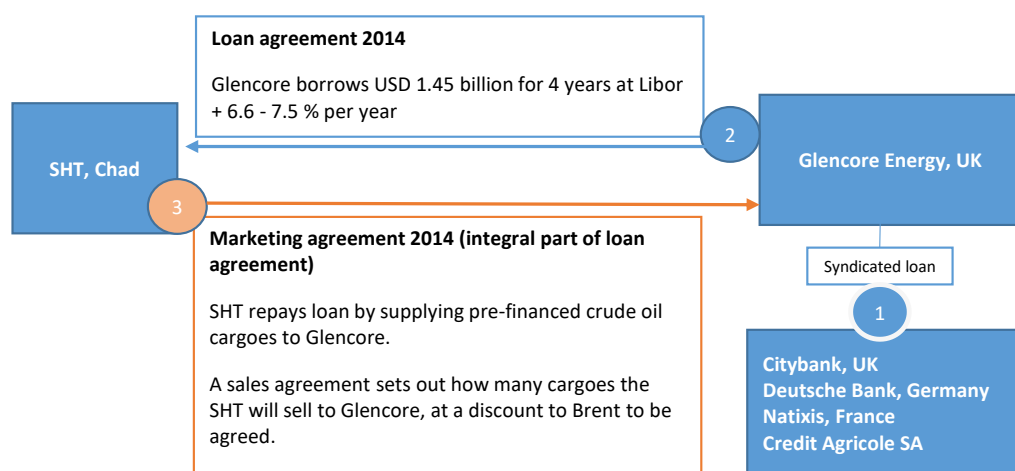 Loan agreement 2014
Glencore borrows USD 1.45 billion for 4 years at Libor
+ 6.6 - 7.5 % per year
2
SHT, Chad
Glencore Energy, UK
3
Marketing agreement 2014 (integral part of loan
agreement)
SHT repays loan by supplying pre-financed crude oil
cargoes to Glencore.
A sales agreement sets out how many cargoes the
SHT will sell to Glencore, at a discount to Brent to be
agreed.
Syndicated loan
1
Citybank, UK
Deutsche Bank, Germany
Natixis, France
Credit Agricole SA